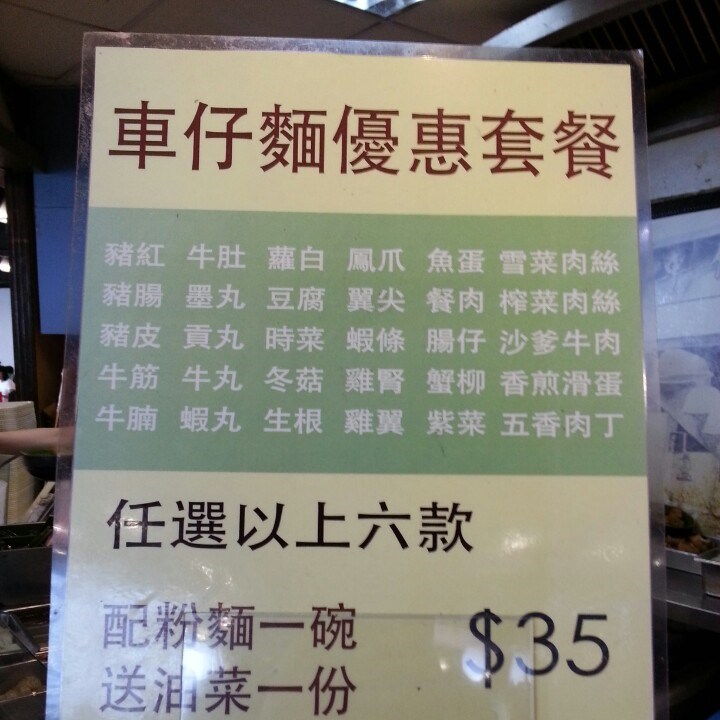 車仔麵優惠套餐
豬紅 牛肚 蘿白 鳳爪 魚蛋 雪菜肉絲
豬腸 墨丸 豆腐 翼尖 餐肉 榨菜肉絲
豬皮 貢丸 時菜 蝦條 腸仔 沙爹牛肉
牛筋 牛丸 冬菇 雞腎 蟹柳 香煎滑蛋
牛腩 蝦丸 生根 雞翼 紫菜 五香肉丁
任選以上六款
配粉麵一碗 $35
送油菜一份